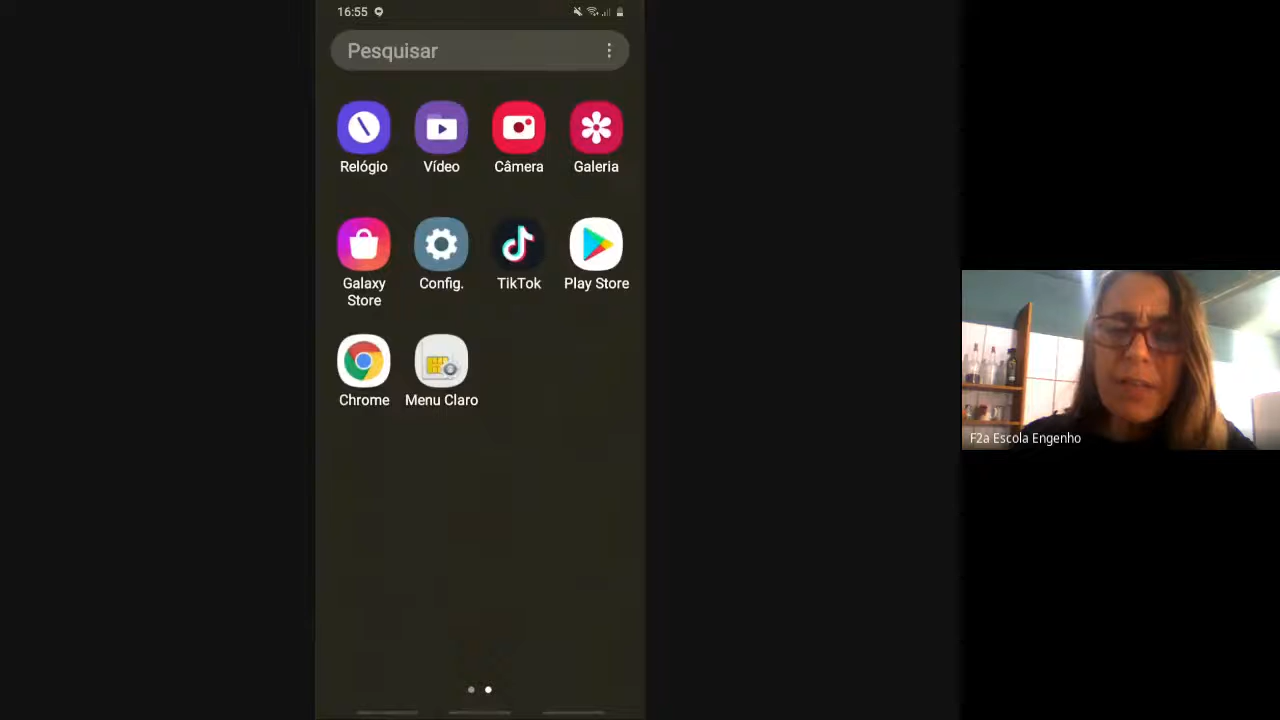 16:55
Pesquisar
Relógio Vídeo Câmera Galeria
Galaxy Store Config. TikTok Play Store
Chrome Menu Claro
F2a Escola Engenho